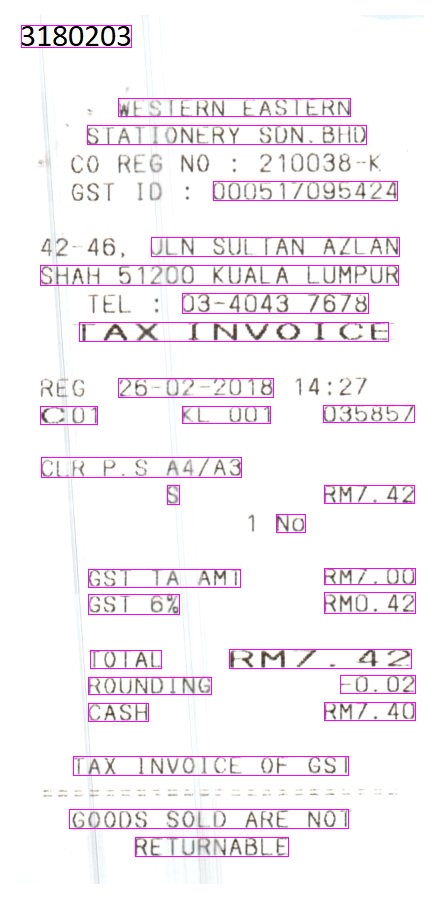 3180203
WESTERN EASTERN
STATIONERY SDN.BHD
CO REG NO : 210038-K
GST ID : 000517095424
42-46, JLN SULTAN AZLAN
SHAH 51200 KUALA LUMPUR
TEL : 03-4043 7678
TAX INVOICE
REG 26-02-2018 14:27
C01 KL 001 035857
CLR P.S A4/A3
S RM7.42
1 No
GST TA AMT RM7.00
GST 6% RM0.42
TOTAL RM7.42
ROUNDING -0.02
CASH RM7.40
TAX INVOICE OF GST
========================
GOODS SOLD ARE NOT
RETURNABLE